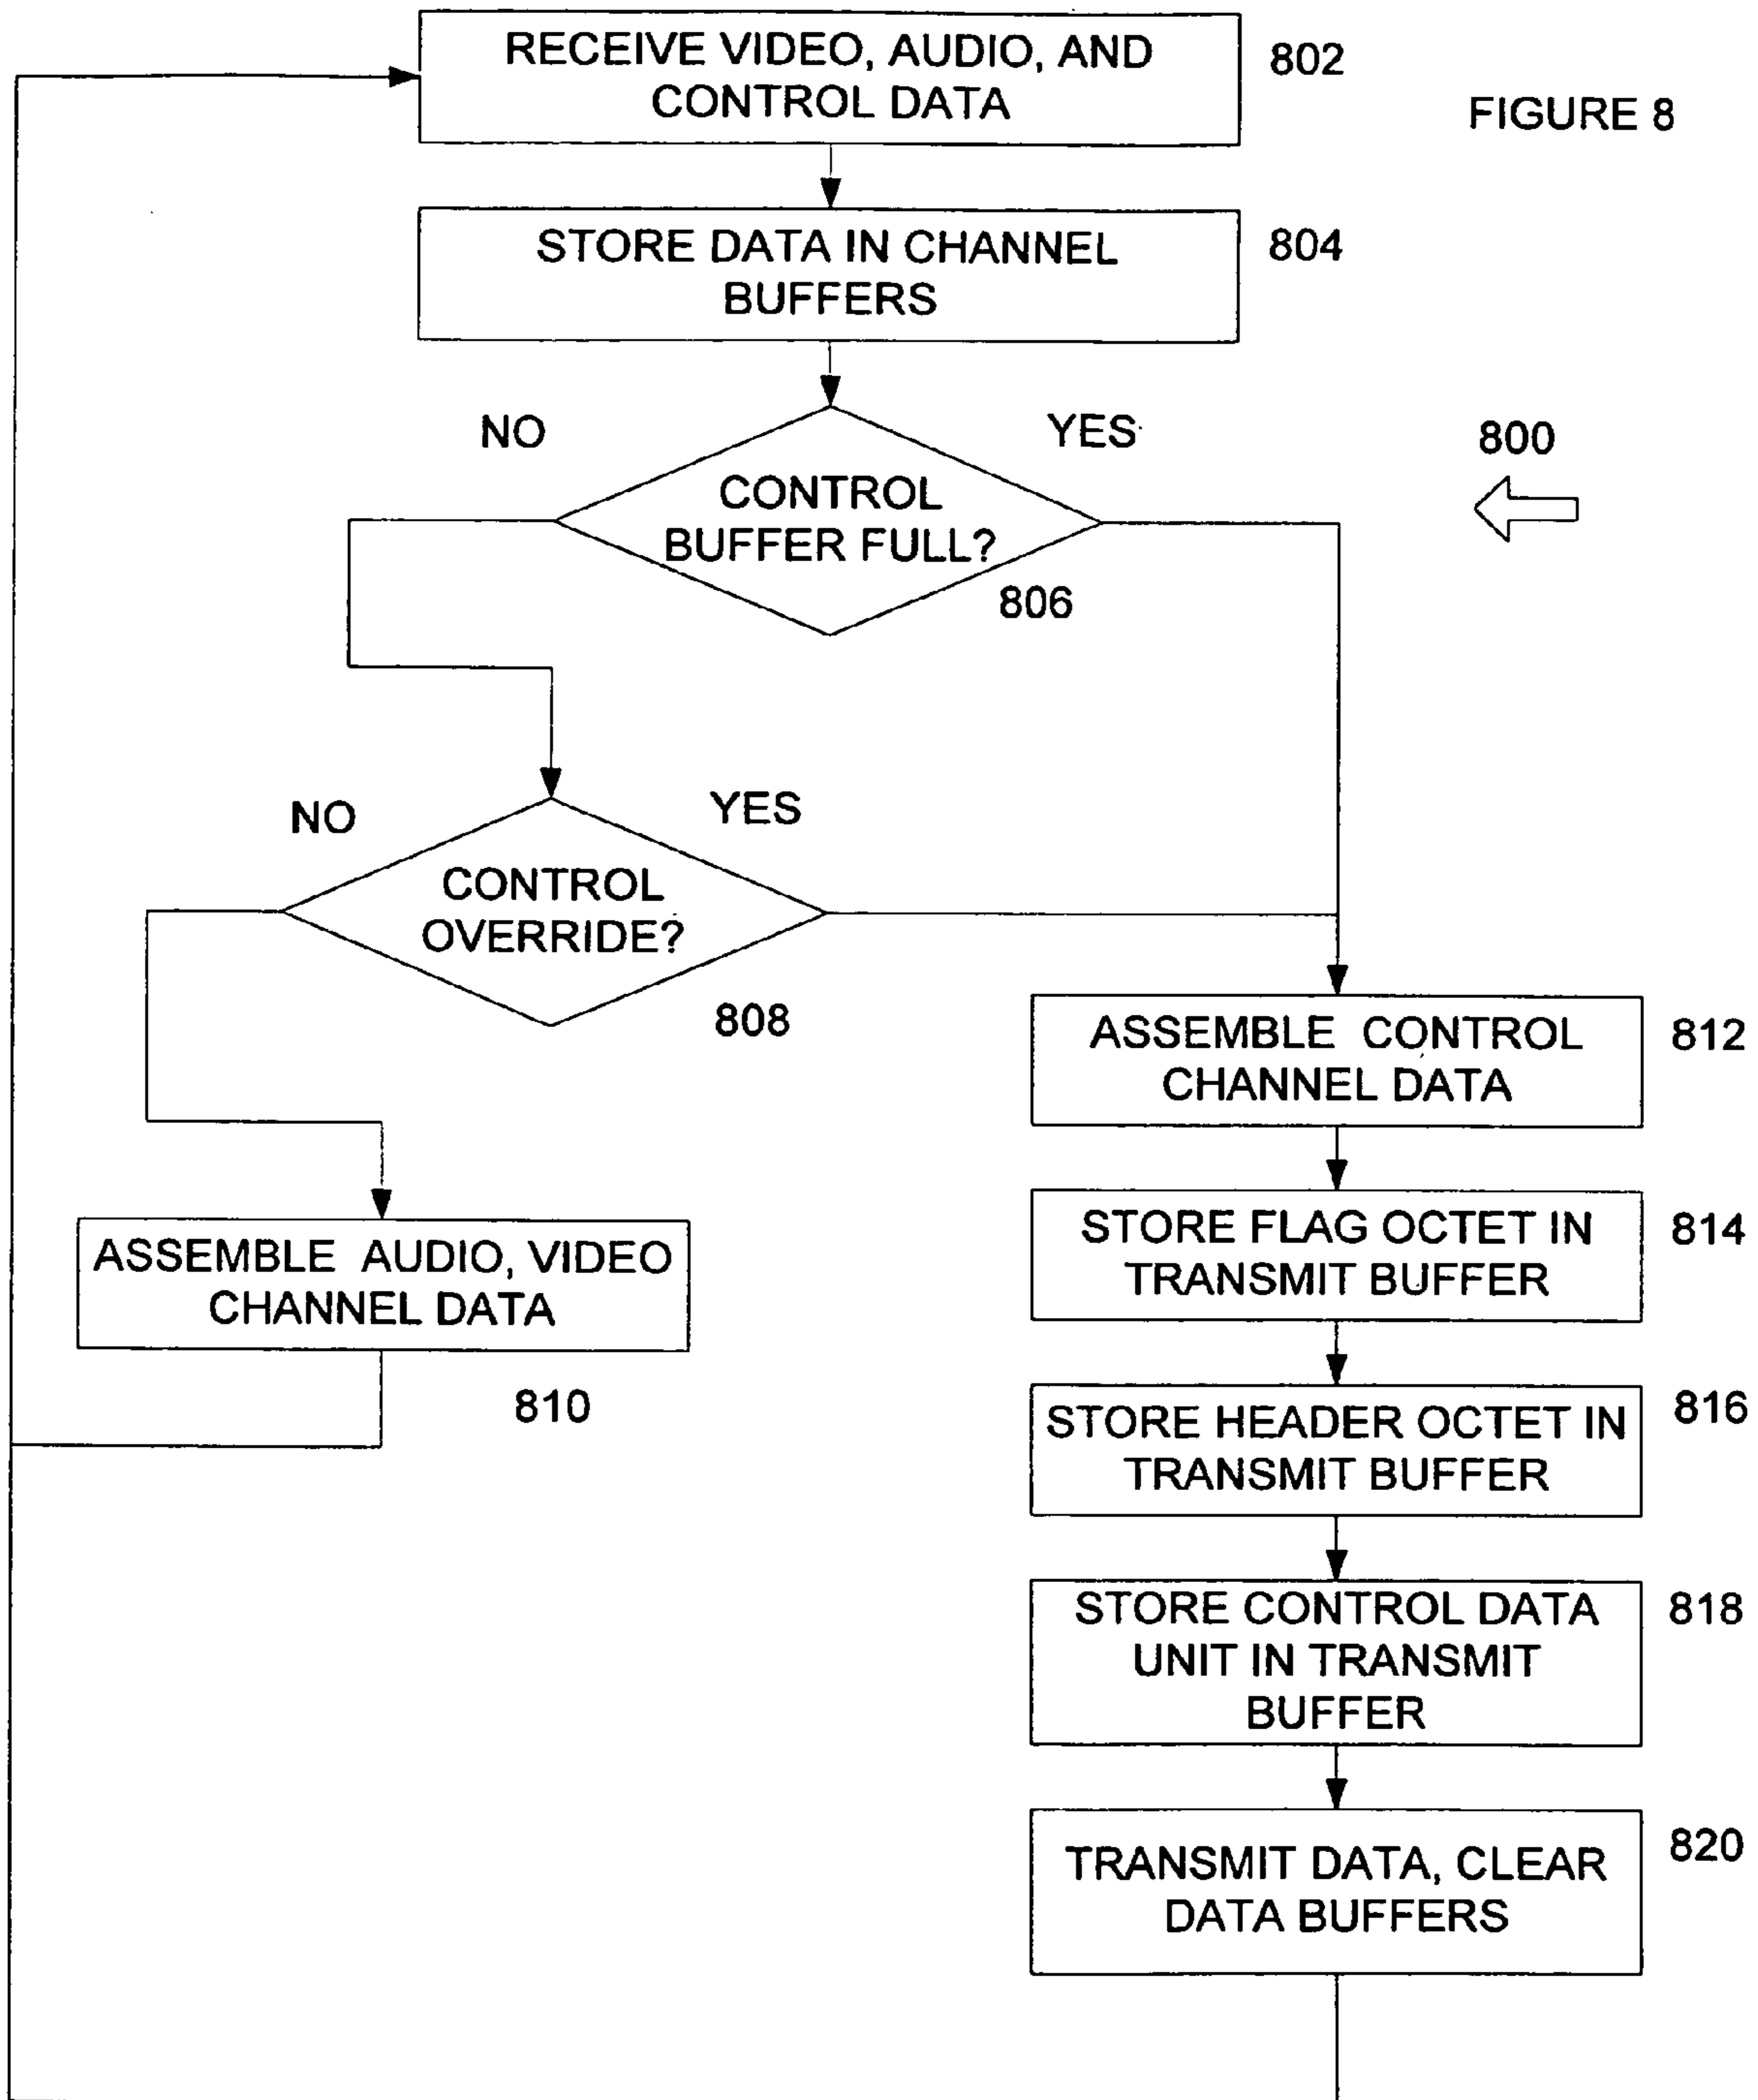 RECEIVE VIDEO, AUDIO, AND
CONTROL DATA
802
FIGURE 8
STORE DATA IN CHANNEL
BUFFERS
804
NO
YES
800
CONTROL
BUFFER FULL?
806
NO
YES
CONTROL
OVERRIDE?
808
ASSEMBLE CONTROL
CHANNEL DATA
812
STORE FLAG OCTET IN
TRANSMIT BUFFER
814
ASSEMBLE AUDIO, VIDEO
CHANNEL DATA
810
STORE HEADER OCTET IN
TRANSMIT BUFFER
816
STORE CONTROL DATA
UNIT IN TRANSMIT
BUFFER
818
TRANSMIT DATA, CLEAR
DATA BUFFERS
820